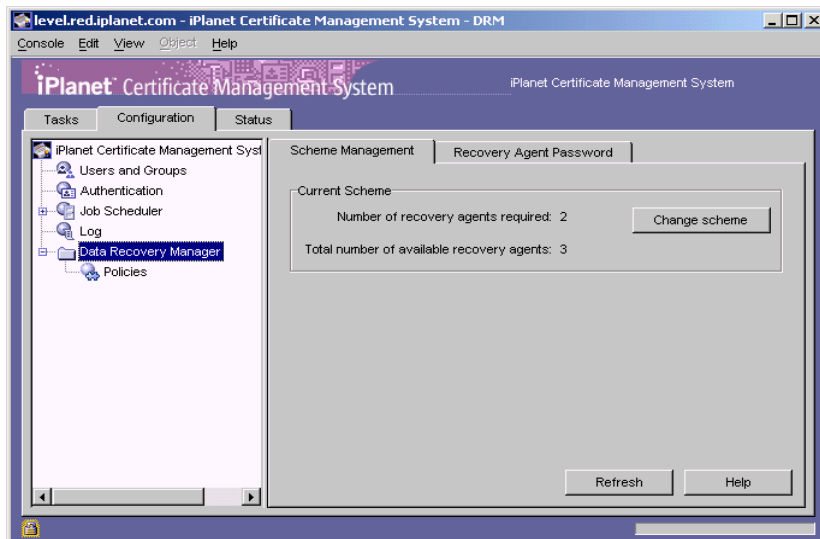 level.red.iplanet.com - iPlanet Certificate Management System - DRM
Console Edit View Object Help
iPlanet Certificate Management System
iPlanet Certificate Management System
Tasks Configuration Status
iPlanet Certificate Management Syst
Users and Groups
Authentication
Job Scheduler
Log
Data Recovery Manager
Policies
Scheme Management Recovery Agent Password
Current Scheme
Number of recovery agents required: 2
Change scheme
Total number of available recovery agents: 3
Refresh Help